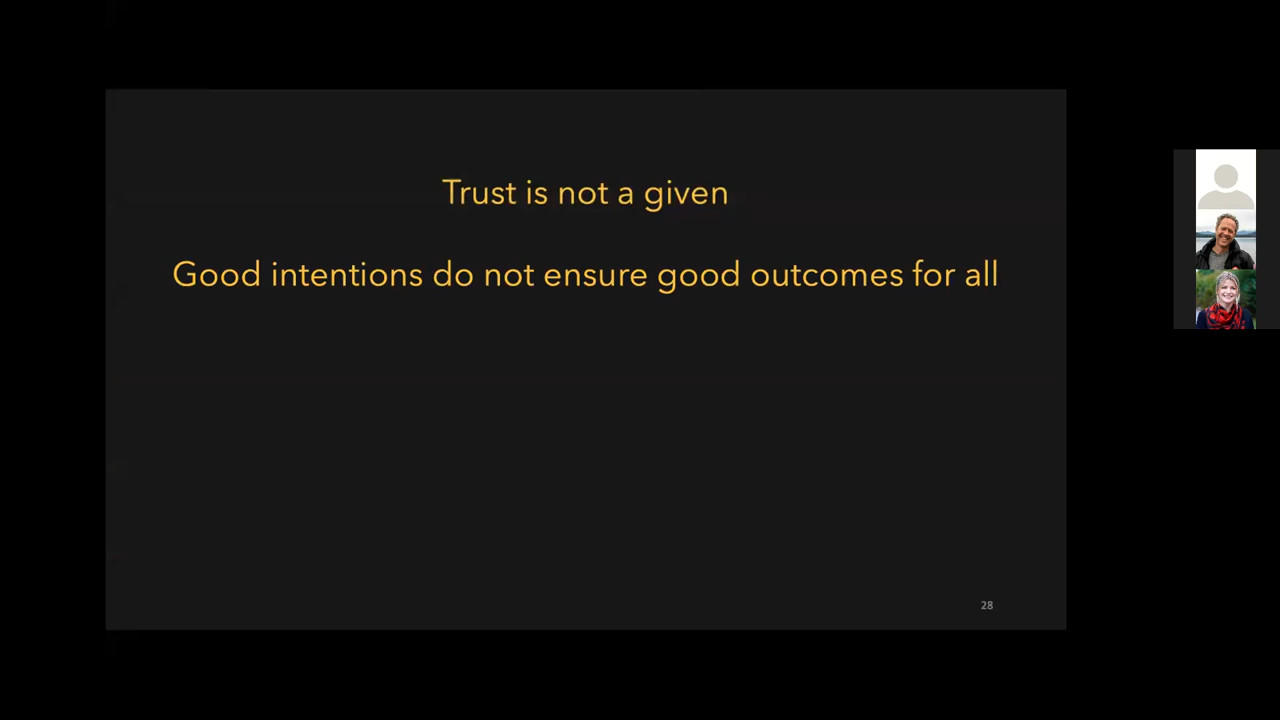 Trust is not a given
Good intentions do not ensure good outcomes for all
28